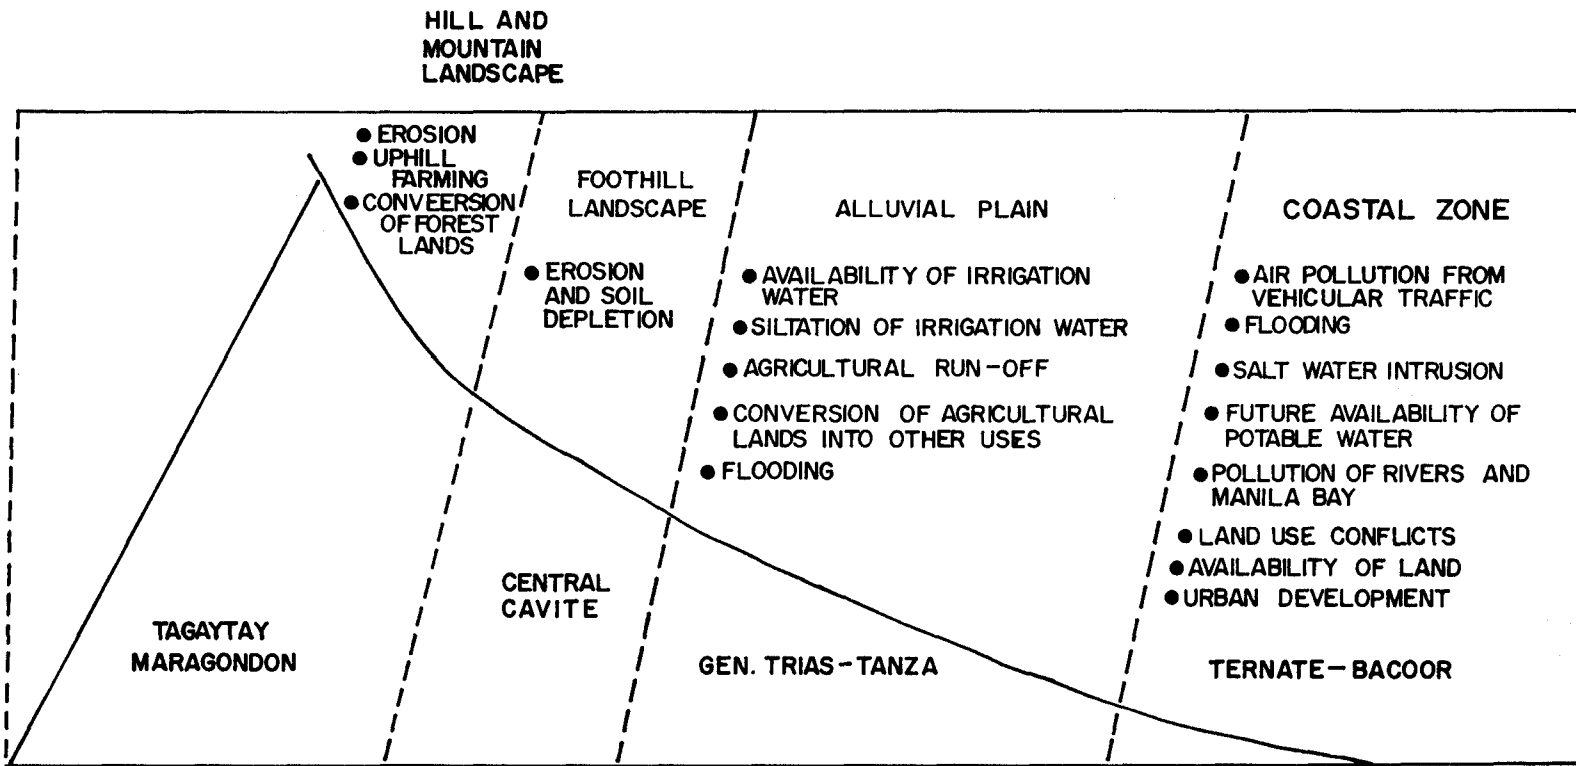 HILL AND
MOUNTAIN
LANDSCAPE
● EROSION
● UPHILL
FARMING
● CONVEERSION
OF FOREST
LANDS
FOOTHILL
LANDSCAPE
● EROSION
AND SOIL
DEPLETION
ALLUVIAL PLAIN
● AVAILABILITY OF IRRIGATION
WATER
● SILTATION OF IRRIGATION WATER
● AGRICULTURAL RUN-OFF
● CONVERSION OF AGRICULTURAL
LANDS INTO OTHER USES
● FLOODING
COASTAL ZONE
● AIR POLLUTION FROM
VEHICULAR TRAFFIC
● FLOODING
● SALT WATER INTRUSION
● FUTURE AVAILABILITY OF
POTABLE WATER
● POLLUTION OF RIVERS AND
MANILA BAY
● LAND USE CONFLICTS
● AVAILABILITY OF LAND
● URBAN DEVELOPMENT
TAGAYTAY
MARAGONDON
CENTRAL
CAVITE
GEN. TRIAS-TANZA
TERNATE-BACOOR